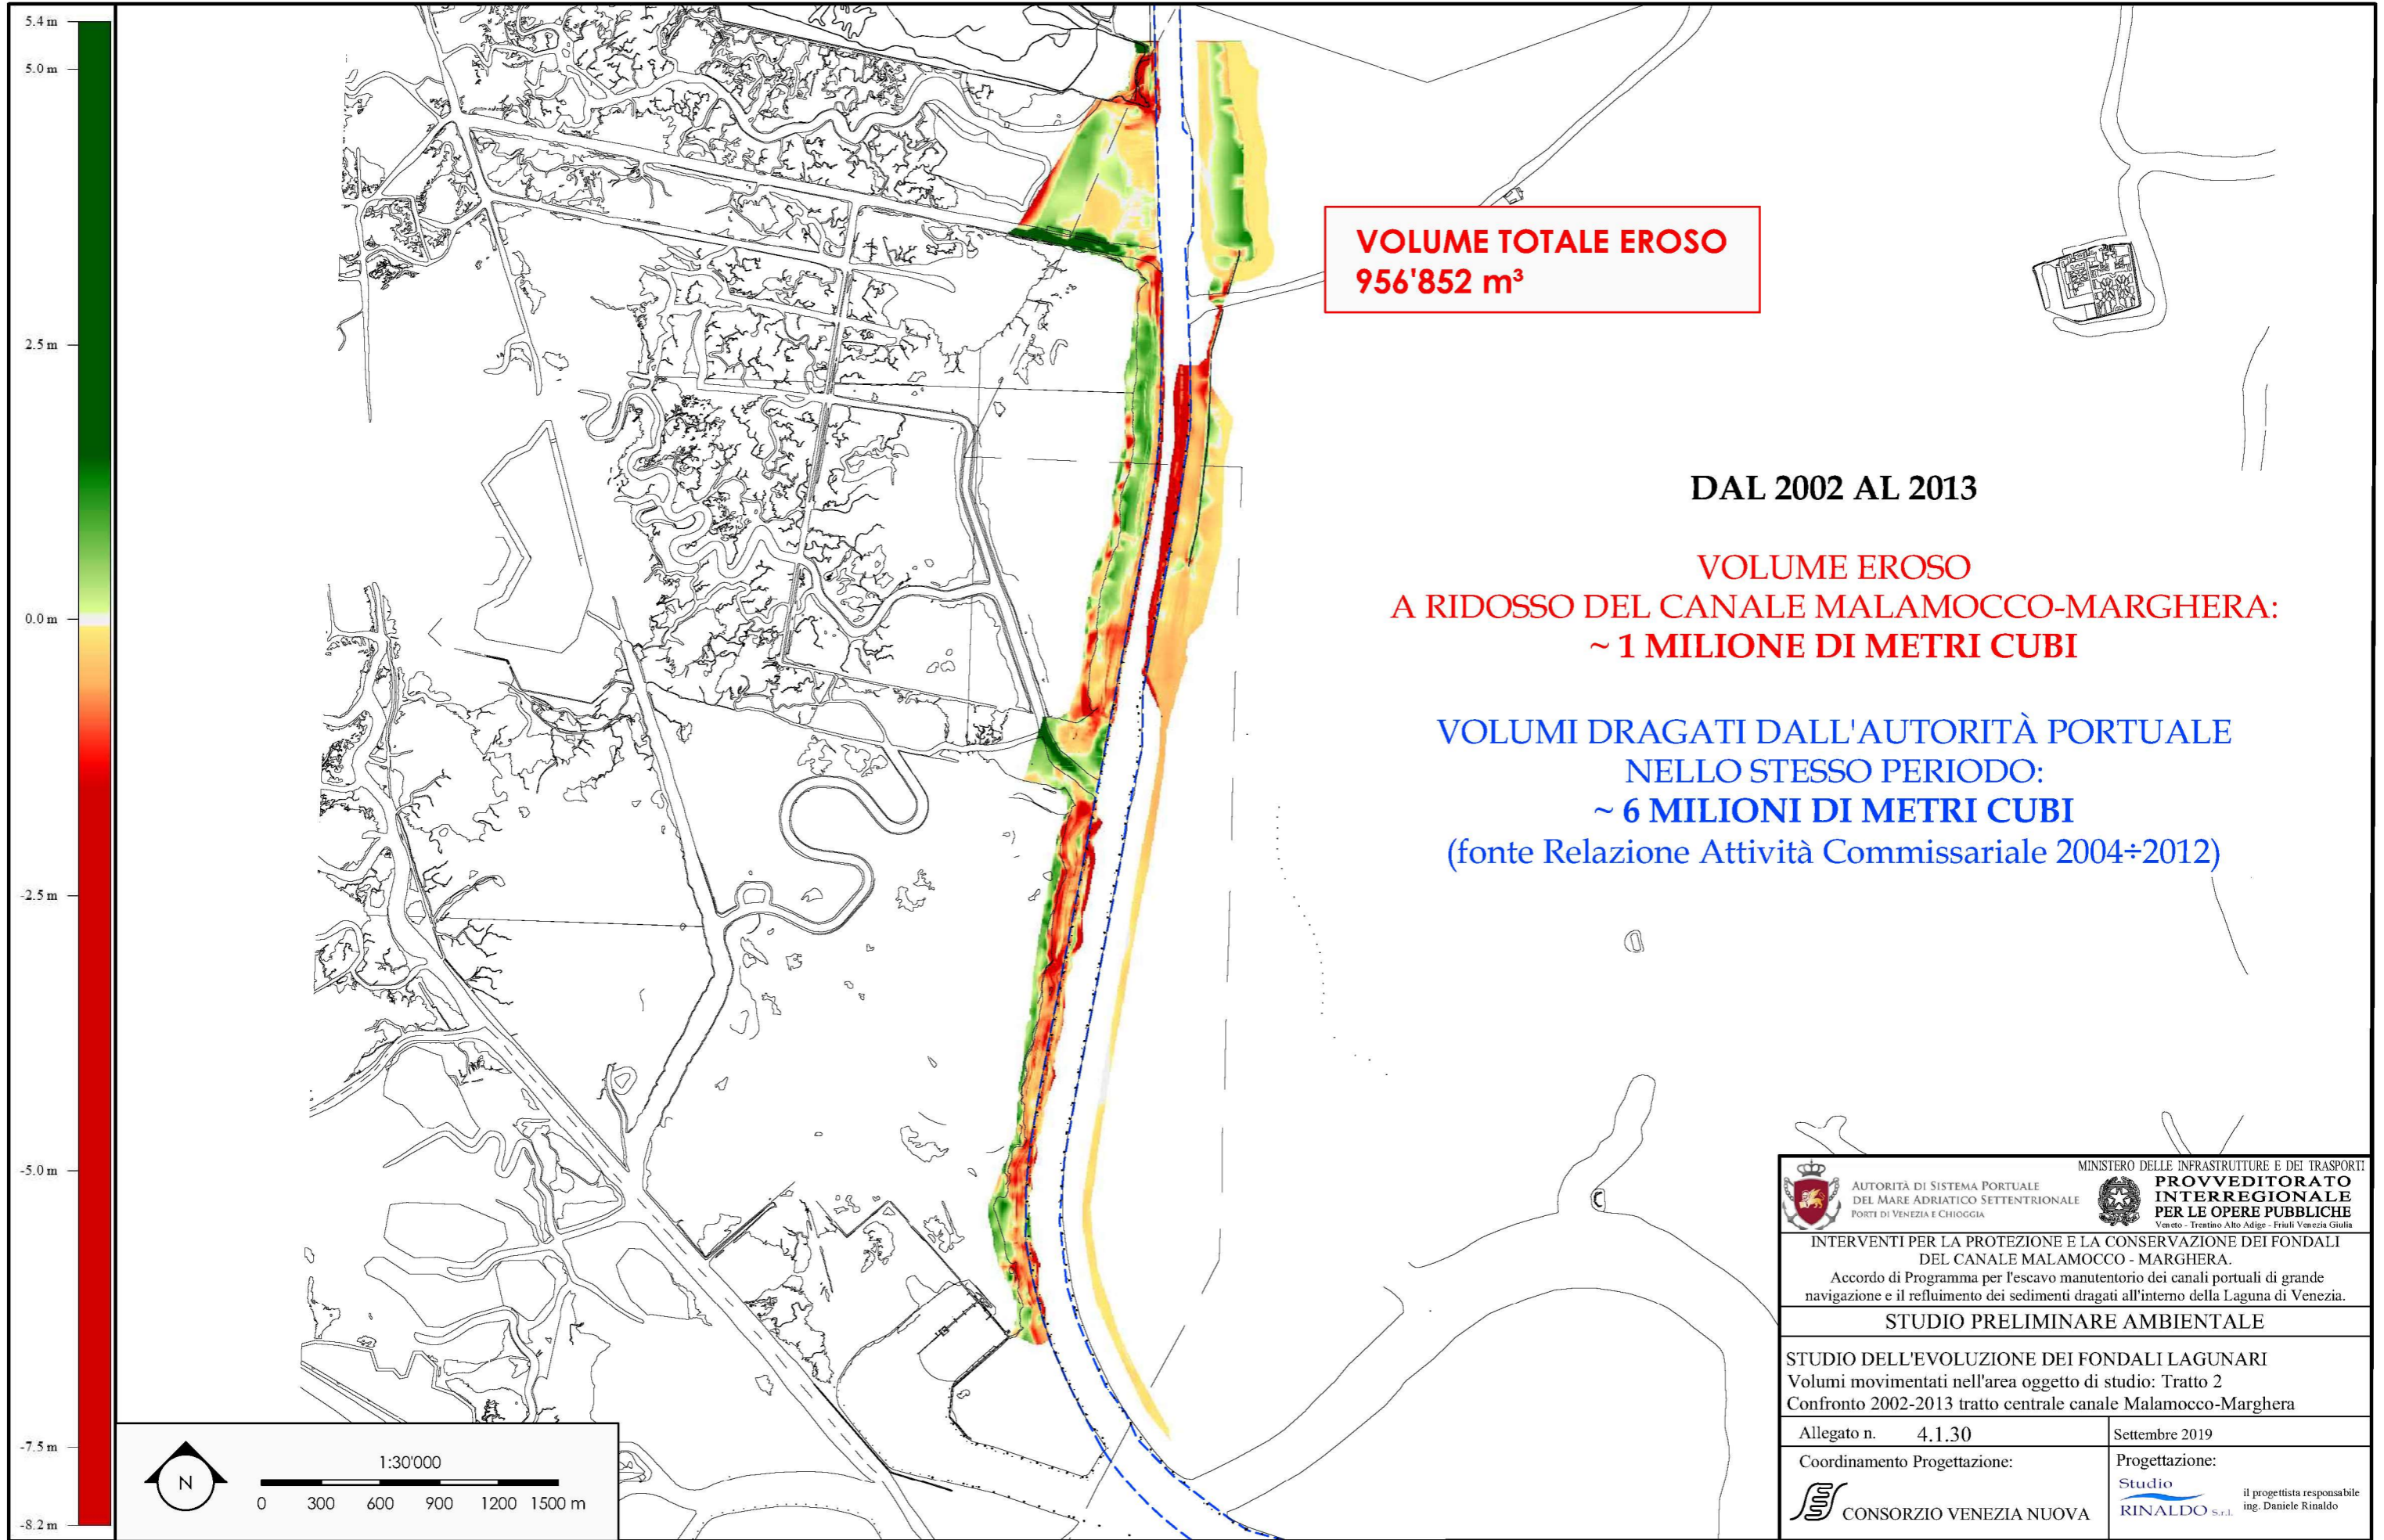 5.4 m
5.0 m
2.5 m
0.0 m
-2.5 m
-5.0 m
-7.5 m
-8.2 m
VOLUME TOTALE EROSO
956'852 m³
DAL 2002 AL 2013
VOLUME EROSO
A RIDOSSO DEL CANALE MALAMOCCO-MARGHERA:
~ 1 MILIONE DI METRI CUBI
VOLUMI DRAGATI DALL'AUTORITÀ PORTUALE
NELLO STESSO PERIODO:
~ 6 MILIONI DI METRI CUBI
(fonte Relazione Attività Commissariale 2004÷2012)
N
1:30'000
0 300 600 900 1200 1500 m
AUTORITÀ DI SISTEMA PORTUALE
DEL MARE ADRIATICO SETTENTRIONALE
PORTI DI VENEZIA E CHIOGGIA
MINISTERO DELLE INFRASTRUTTURE E DEI TRASPORTI
PROVVEDITORATO
INTERREGIONALE
PER LE OPERE PUBBLICHE
Veneto - Trentino Alto Adige - Friuli Venezia Giulia
INTERVENTI PER LA PROTEZIONE E LA CONSERVAZIONE DEI FONDALI
DEL CANALE MALAMOCCO - MARGHERA.
Accordo di Programma per l'escavo manutentorio dei canali portuali di grande
navigazione e il refluimento dei sedimenti dragati all'interno della Laguna di Venezia.
STUDIO PRELIMINARE AMBIENTALE
STUDIO DELL'EVOLUZIONE DEI FONDALI LAGUNARI
Volumi movimentati nell'area oggetto di studio: Tratto 2
Confronto 2002-2013 tratto centrale canale Malamocco-Marghera
Allegato n. 4.1.30
Settembre 2019
Coordinamento Progettazione:
CONSORZIO VENEZIA NUOVA
Progettazione:
Studio
RINALDO s.r.l.
il progettista responsabile
ing. Daniele Rinaldo